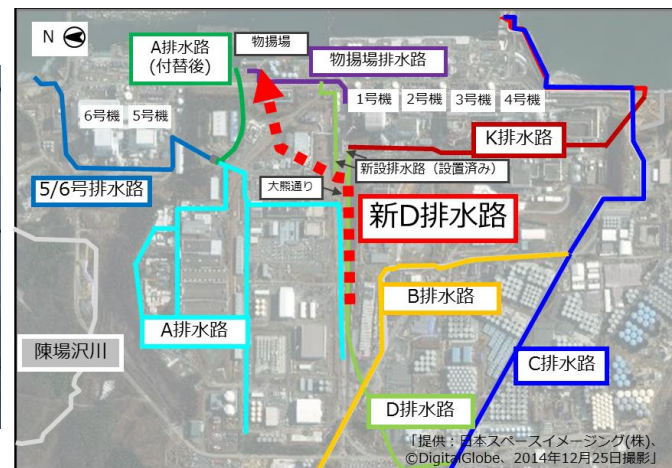 N
A排水路
(付替後)
物揚場
物揚場排水路
6号機 5号機
1号機 2号機 3号機 4号機
K排水路
新設排水路（設置済み）
5/6号排水路
大熊通り
新D排水路
B排水路
A排水路
陳場沢川
C排水路
D排水路
「提供：日本スペースイメージング(株)、
©DigitalGlobe、2014年12月25日撮影」